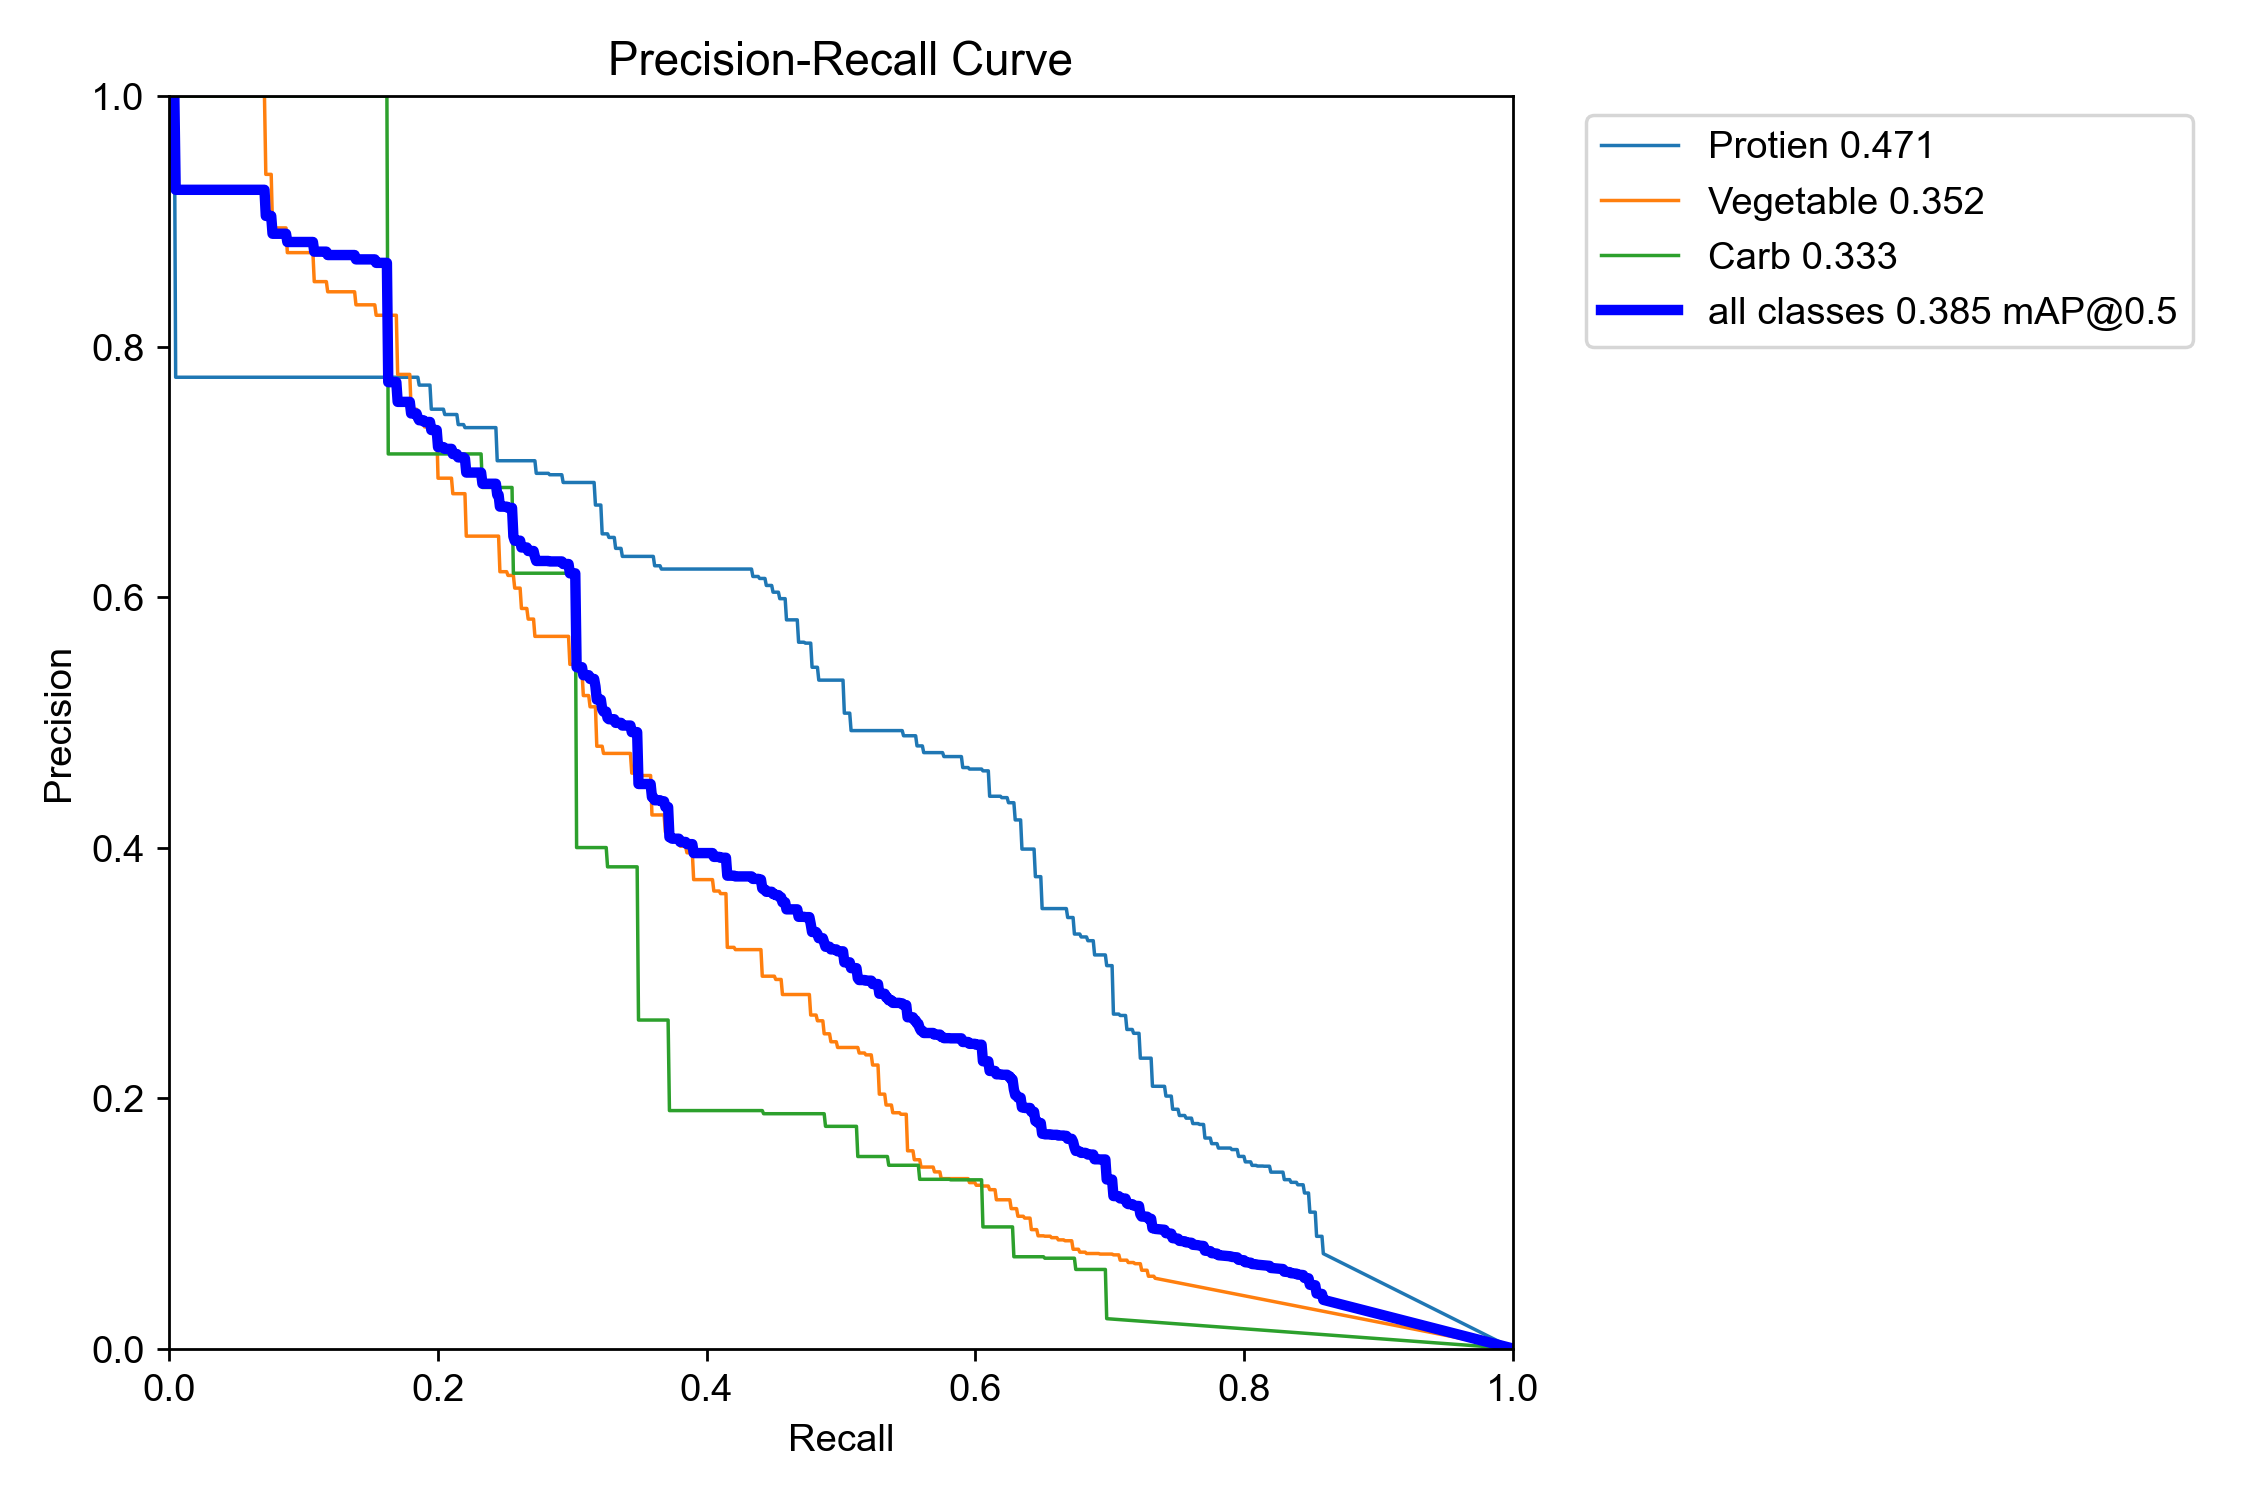 Precision-Recall Curve
1.0
0.8
0.6
0.4
0.2
0.0
Precision
0.0 0.2 0.4 0.6 0.8 1.0
Recall
Protien 0.471
Vegetable 0.352
Carb 0.333
all classes 0.385 mAP@0.5